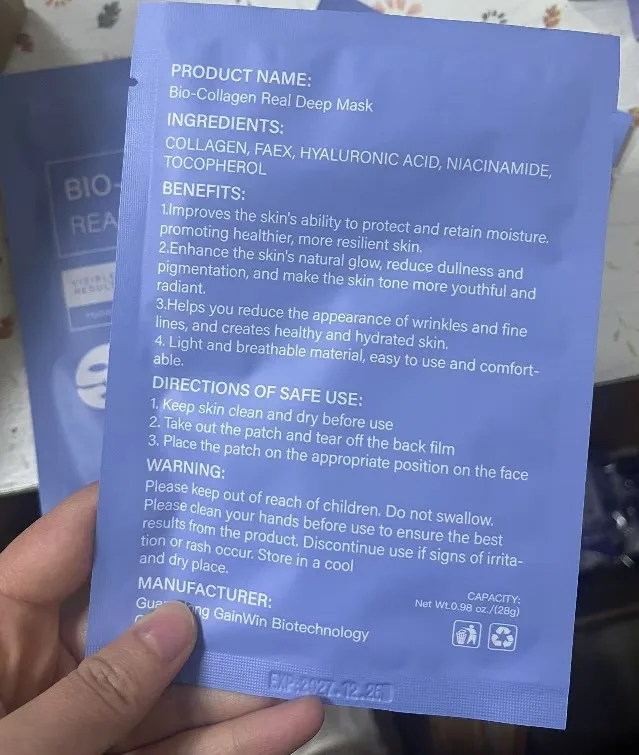 PRODUCT NAME:
Bio-Collagen Real Deep Mask
INGREDIENTS:
COLLAGEN, FAEX, HYALURONIC ACID, NIACINAMIDE,
TOCOPHEROL
BENEFITS:
1.Improves the skin's ability to protect and retain moisture.
promoting healthier, more resilient skin.
2.Enhance the skin's natural glow, reduce dullness and
pigmentation, and make the skin tone more youthful and
radiant.
3.Helps you reduce the appearance of wrinkles and fine
lines, and creates healthy and hydrated skin.
4. Light and breathable material, easy to use and comfort-
able.
DIRECTIONS OF SAFE USE:
1. Keep skin clean and dry before use
2. Take out the patch and tear off the back film
3. Place the patch on the appropriate position on the face
WARNING:
Please keep out of reach of children. Do not swallow.
Please clean your hands before use to ensure the best
results from the product. Discontinue use if signs of irrita-
tion or rash occur. Store in a cool
and dry place.
MANUFACTURER:
GainWin Biotechnology
CAPACITY:
Net Wt.0.98 oz./(28g)
EXP:2027.12.28
BIO-
REA
VISIBLE
RESUL